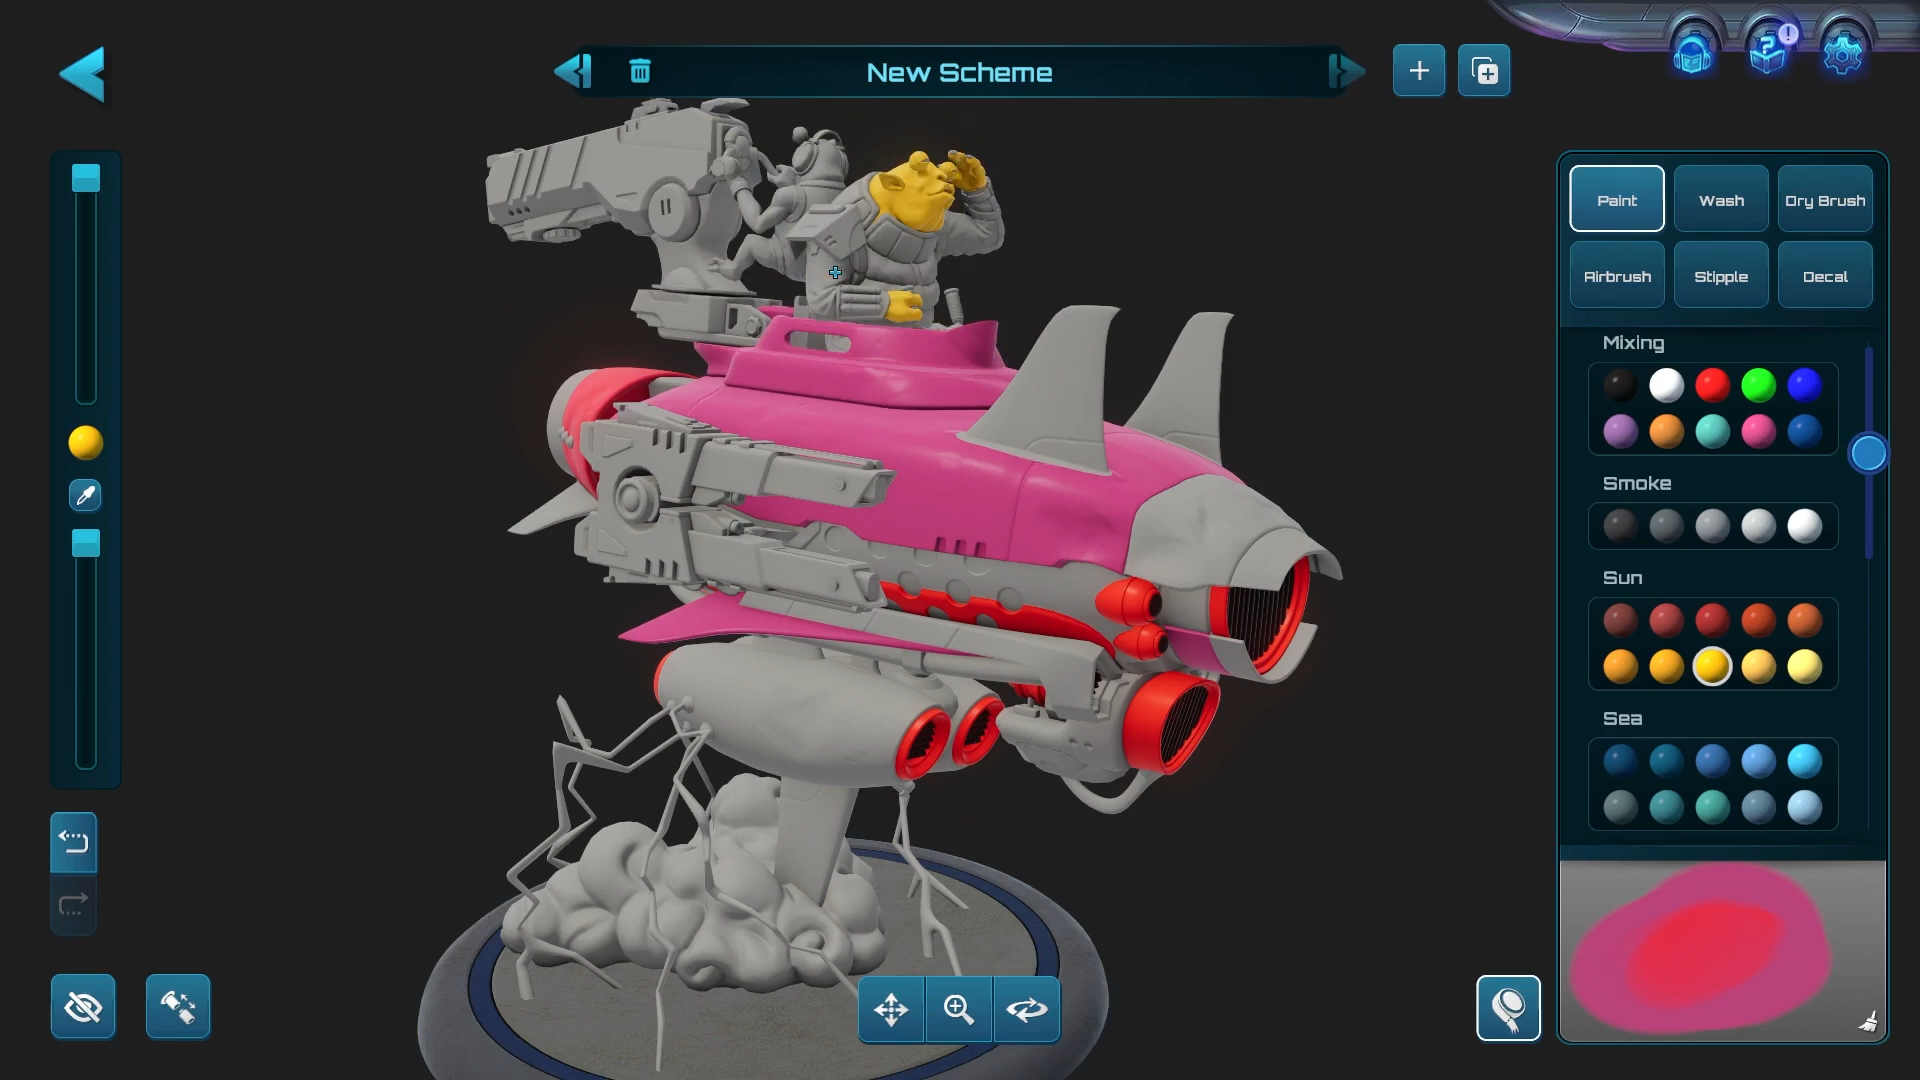 New Scheme
Paint
Wash
Dry Brush
Airbrush
Stipple
Decal
Mixing
Smoke
Sun
Sea